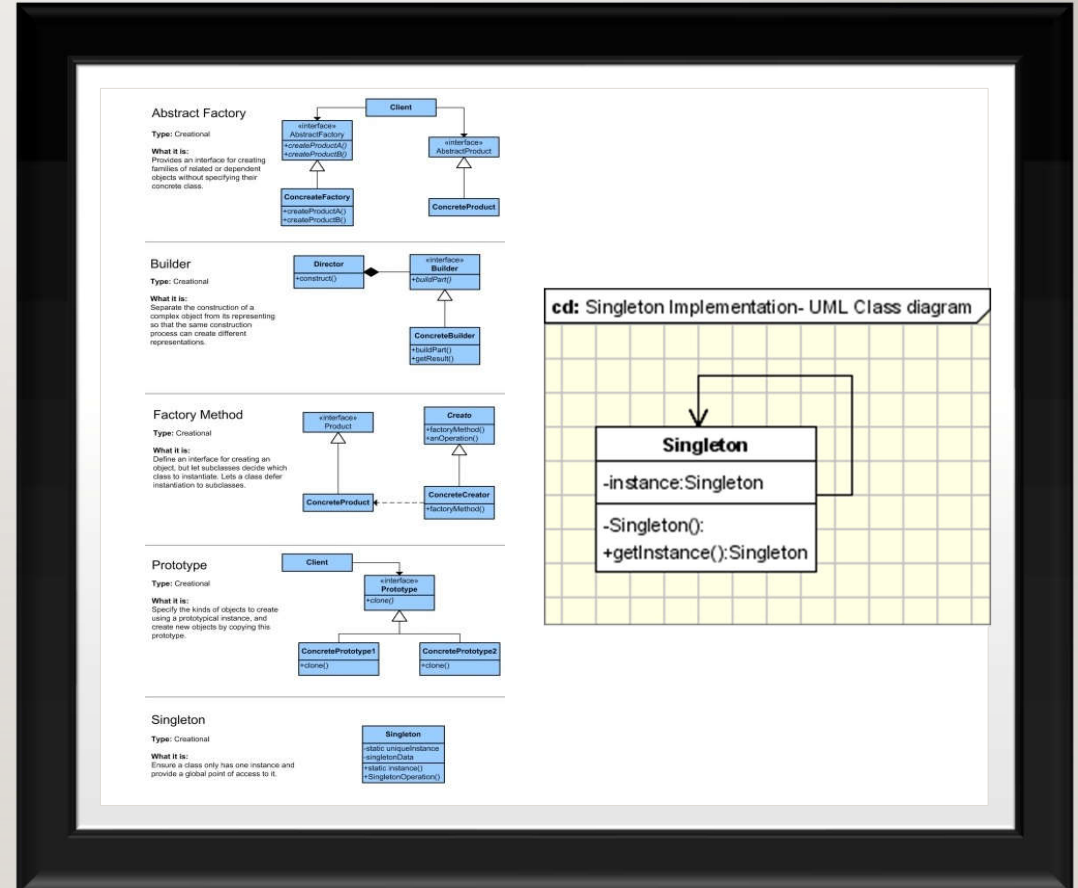 Abstract Factory
Type: Creational
What it is:
Provides an interface for creating
families of related or dependent
objects without specifying their
concrete class.
Client
«interface»
AbstractFactory
+createProductA()
+createProductB()
«interface»
AbstractProduct
ConcreateFactory
+createProductA()
+createProductB()
ConcreteProduct
Builder
Type: Creational
What it is:
Separate the construction of a
complex object from its representing
so that the same construction
process can create different
representations.
Director
+construct()
«interface»
Builder
+buildPart()
ConcreteBuilder
+buildPart()
+getResult()
Factory Method
Type: Creational
What it is:
Define an interface for creating an
object, but let subclasses decide which
class to instantiate. Lets a class defer
instantiation to subclasses.
«interface»
Product
Creato
+factoryMethod()
+anOperation()
ConcreteProduct
ConcreteCreator
+factoryMethod()
Prototype
Type: Creational
What it is:
Specify the kinds of objects to create
using a prototypical instance, and
create new objects by copying this
prototype.
Client
«interface»
Prototype
+clone()
ConcretePrototype1
+clone()
ConcretePrototype2
+clone()
Singleton
Type: Creational
What it is:
Ensure a class only has one instance and
provide a global point of access to it.
Singleton
-static uniqueInstance
-singletonData
+static instance()
+SingletonOperation()
cd: Singleton Implementation- UML Class diagram
Singleton
-instance:Singleton
-Singleton():
+getInstance():Singleton